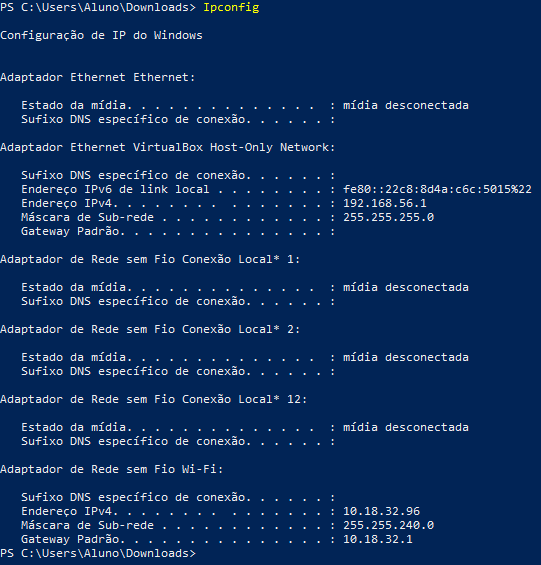 PS C:\Users\Aluno\Downloads> Ipconfig
Configuração de IP do Windows
Adaptador Ethernet Ethernet:
Estado da mídia. . . . . . . . . . . . . .  : mídia desconectada
Sufixo DNS específico de conexão. . . . . . :
Adaptador Ethernet VirtualBox Host-Only Network:
Sufixo DNS específico de conexão. . . . . . :
Endereço IPv6 de link local . . . . . . . . : fe80::22c8:8d4a:c6c:5015%22
Endereço IPv4. . . . . . . .  . . . . . . . : 192.168.56.1
Máscara de Sub-rede . . . . . . . . . . . . : 255.255.255.0
Gateway Padrão. . . . . . . . . . . . . . . :
Adaptador de Rede sem Fio Conexão Local* 1:
Estado da mídia. . . . . . . . . . . . . .  : mídia desconectada
Sufixo DNS específico de conexão. . . . . . :
Adaptador de Rede sem Fio Conexão Local* 2:
Estado da mídia. . . . . . . . . . . . . .  : mídia desconectada
Sufixo DNS específico de conexão. . . . . . :
Adaptador de Rede sem Fio Conexão Local* 12:
Estado da mídia. . . . . . . . . . . . . .  : mídia desconectada
Sufixo DNS específico de conexão. . . . . . :
Adaptador de Rede sem Fio Wi-Fi:
Sufixo DNS específico de conexão. . . . . . :
Endereço IPv4. . . . . . . .  . . . . . . . : 10.18.32.96
Máscara de Sub-rede . . . . . . . . . . . . : 255.255.240.0
Gateway Padrão. . . . . . . . . . . . . . . : 10.18.32.1
PS C:\Users\Aluno\Downloads>